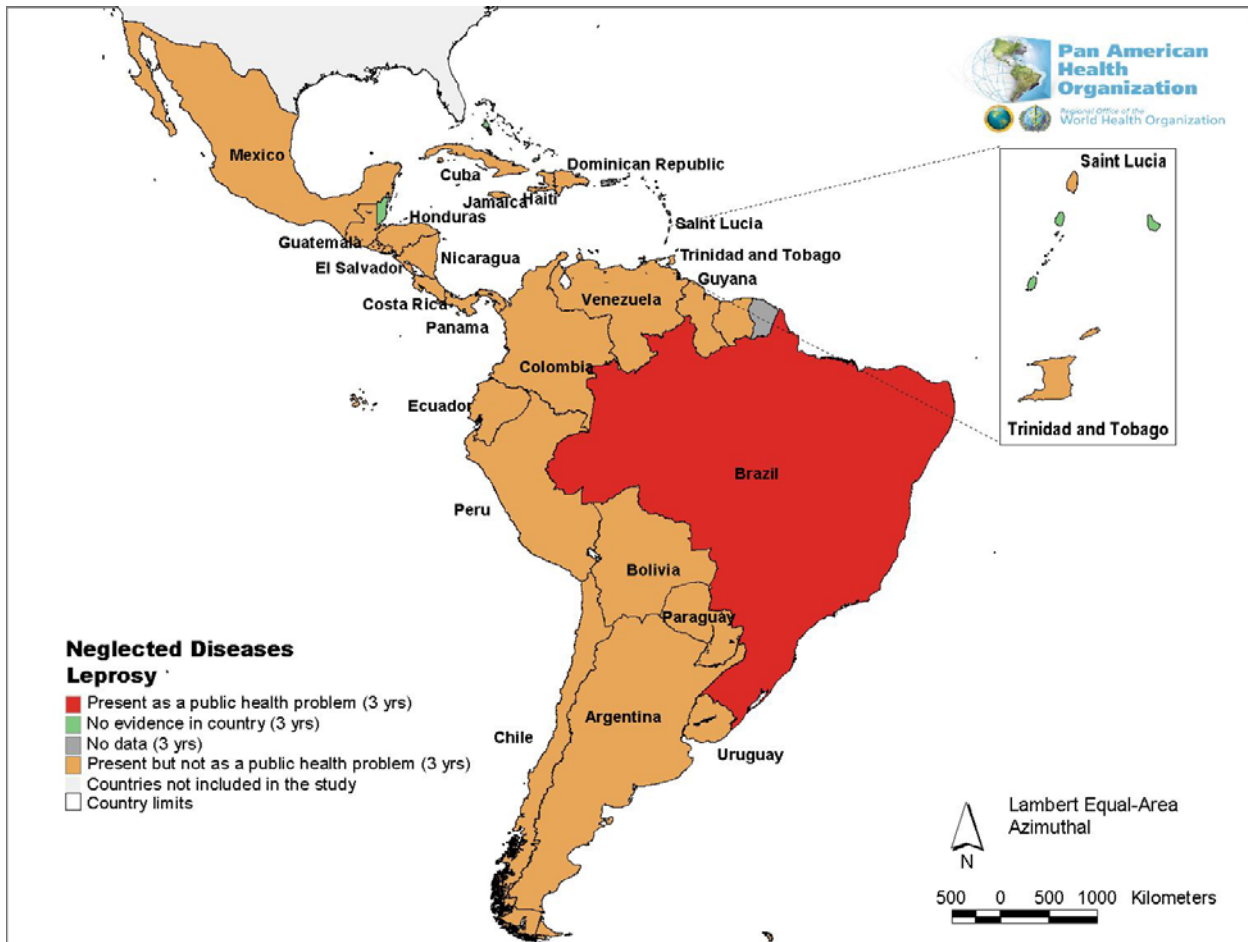 Pan American
Health
Organization
Regional Office of the
World Health Organization
Mexico
Cuba
Dominican Republic
Jamaica
Haiti
Honduras
Guatemala
El Salvador
Nicaragua
Costa Rica
Panama
Saint Lucia
Trinidad and Tobago
Guyana
Venezuela
Colombia
Ecuador
Peru
Brazil
Bolivia
Paraguay
Argentina
Chile
Uruguay
Saint Lucia
Trinidad and Tobago
Neglected Diseases
Leprosy
Present as a public health problem (3 yrs)
No evidence in country (3 yrs)
No data (3 yrs)
Present but not as a public health problem (3 yrs)
Countries not included in the study
Country limits
Lambert Equal-Area
Azimuthal
N
500 0 500 1000 Kilometers